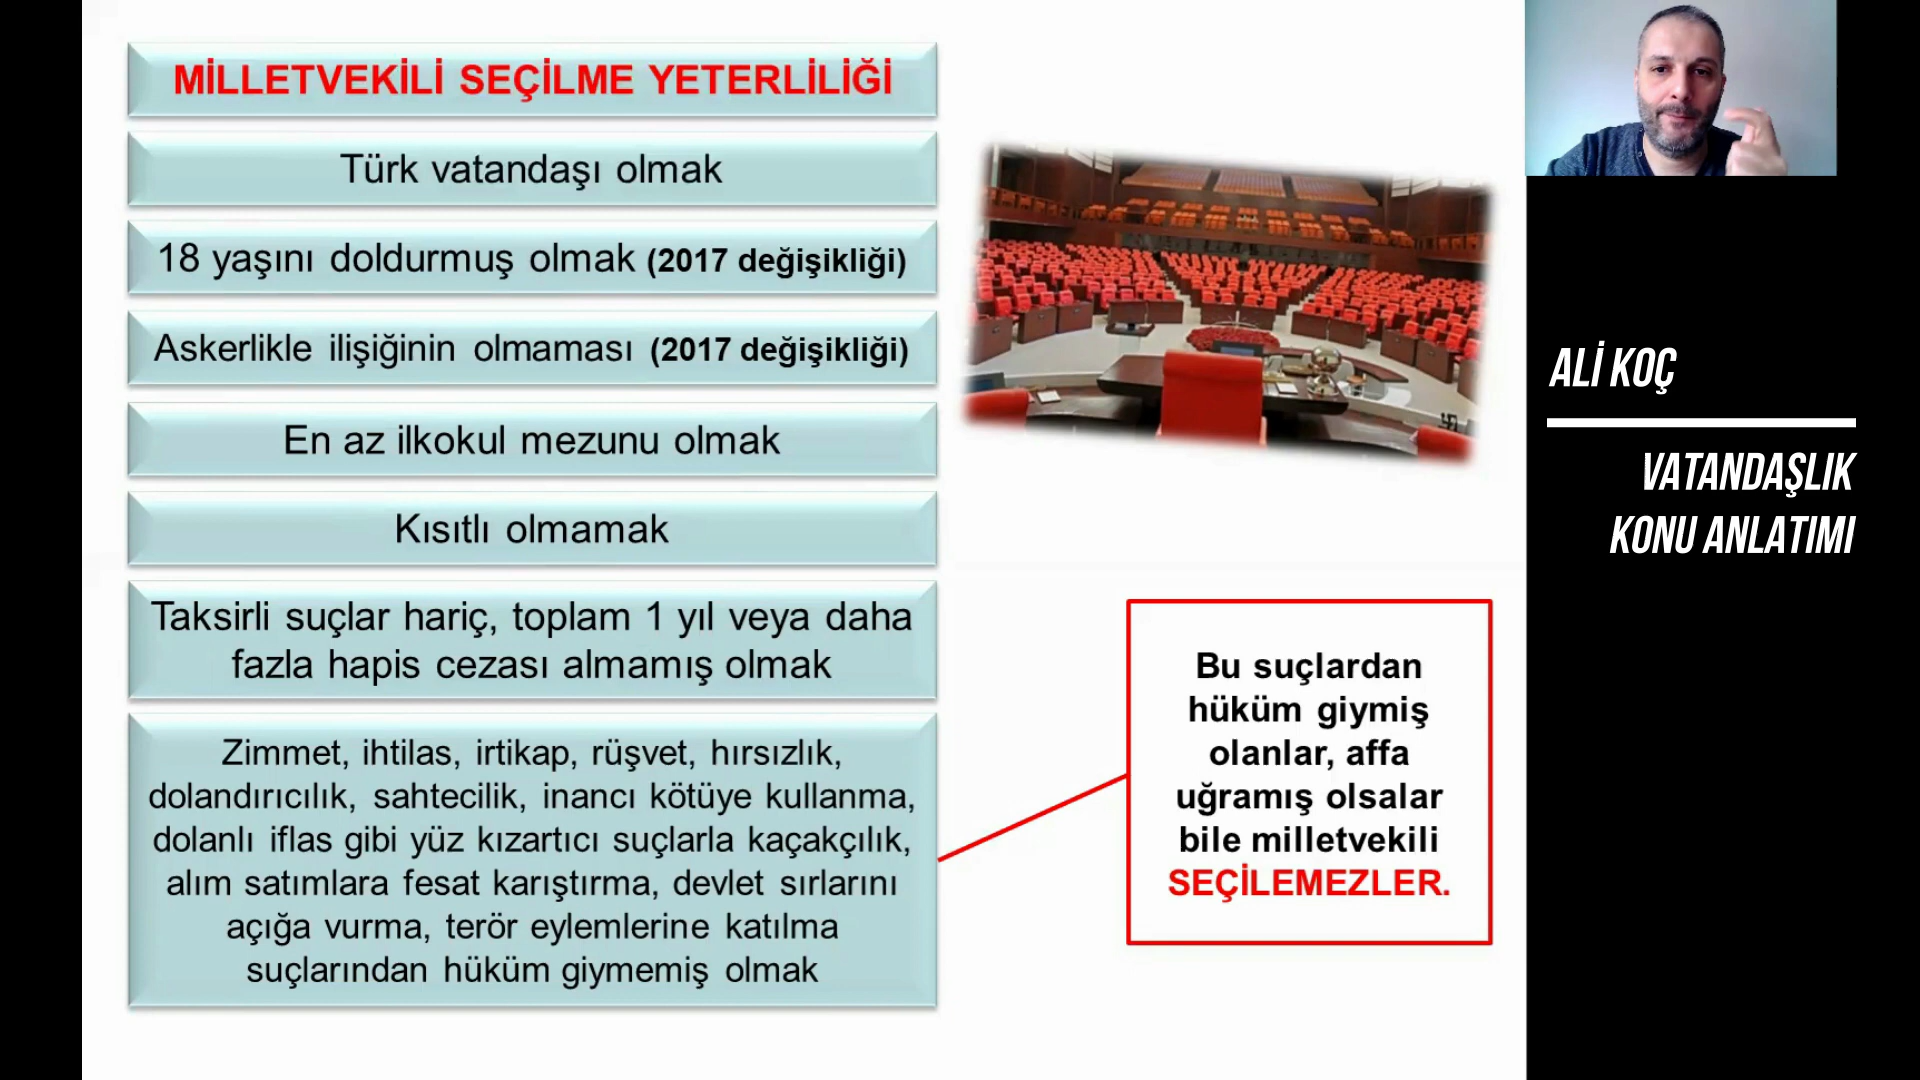 MİLLETVEKİLİ SEÇİLME YETERLİLİĞİ
Türk vatandaşı olmak
18 yaşını doldurmuş olmak (2017 değişikliği)
Askerlikle ilişiğinin olmaması (2017 değişikliği)
En az ilkokul mezunu olmak
Kısıtlı olmamak
Taksirli suçlar hariç, toplam 1 yıl veya daha
fazla hapis cezası almamış olmak
Zimmet, ihtilas, irtikap, rüşvet, hırsızlık,
dolandırıcılık, sahtecilik, inancı kötüye kullanma,
dolanlı iflas gibi yüz kızartıcı suçlarla kaçakçılık,
alım satımlara fesat karıştırma, devlet sırlarını
açığa vurma, terör eylemlerine katılma
suçlarından hüküm giymemiş olmak
Bu suçlardan
hüküm giymiş
olanlar, affa
uğramış olsalar
bile milletvekili
SEÇİLEMEZLER.
ALİ KOÇ
VATANDAŞLIK
KONU ANLATIMI